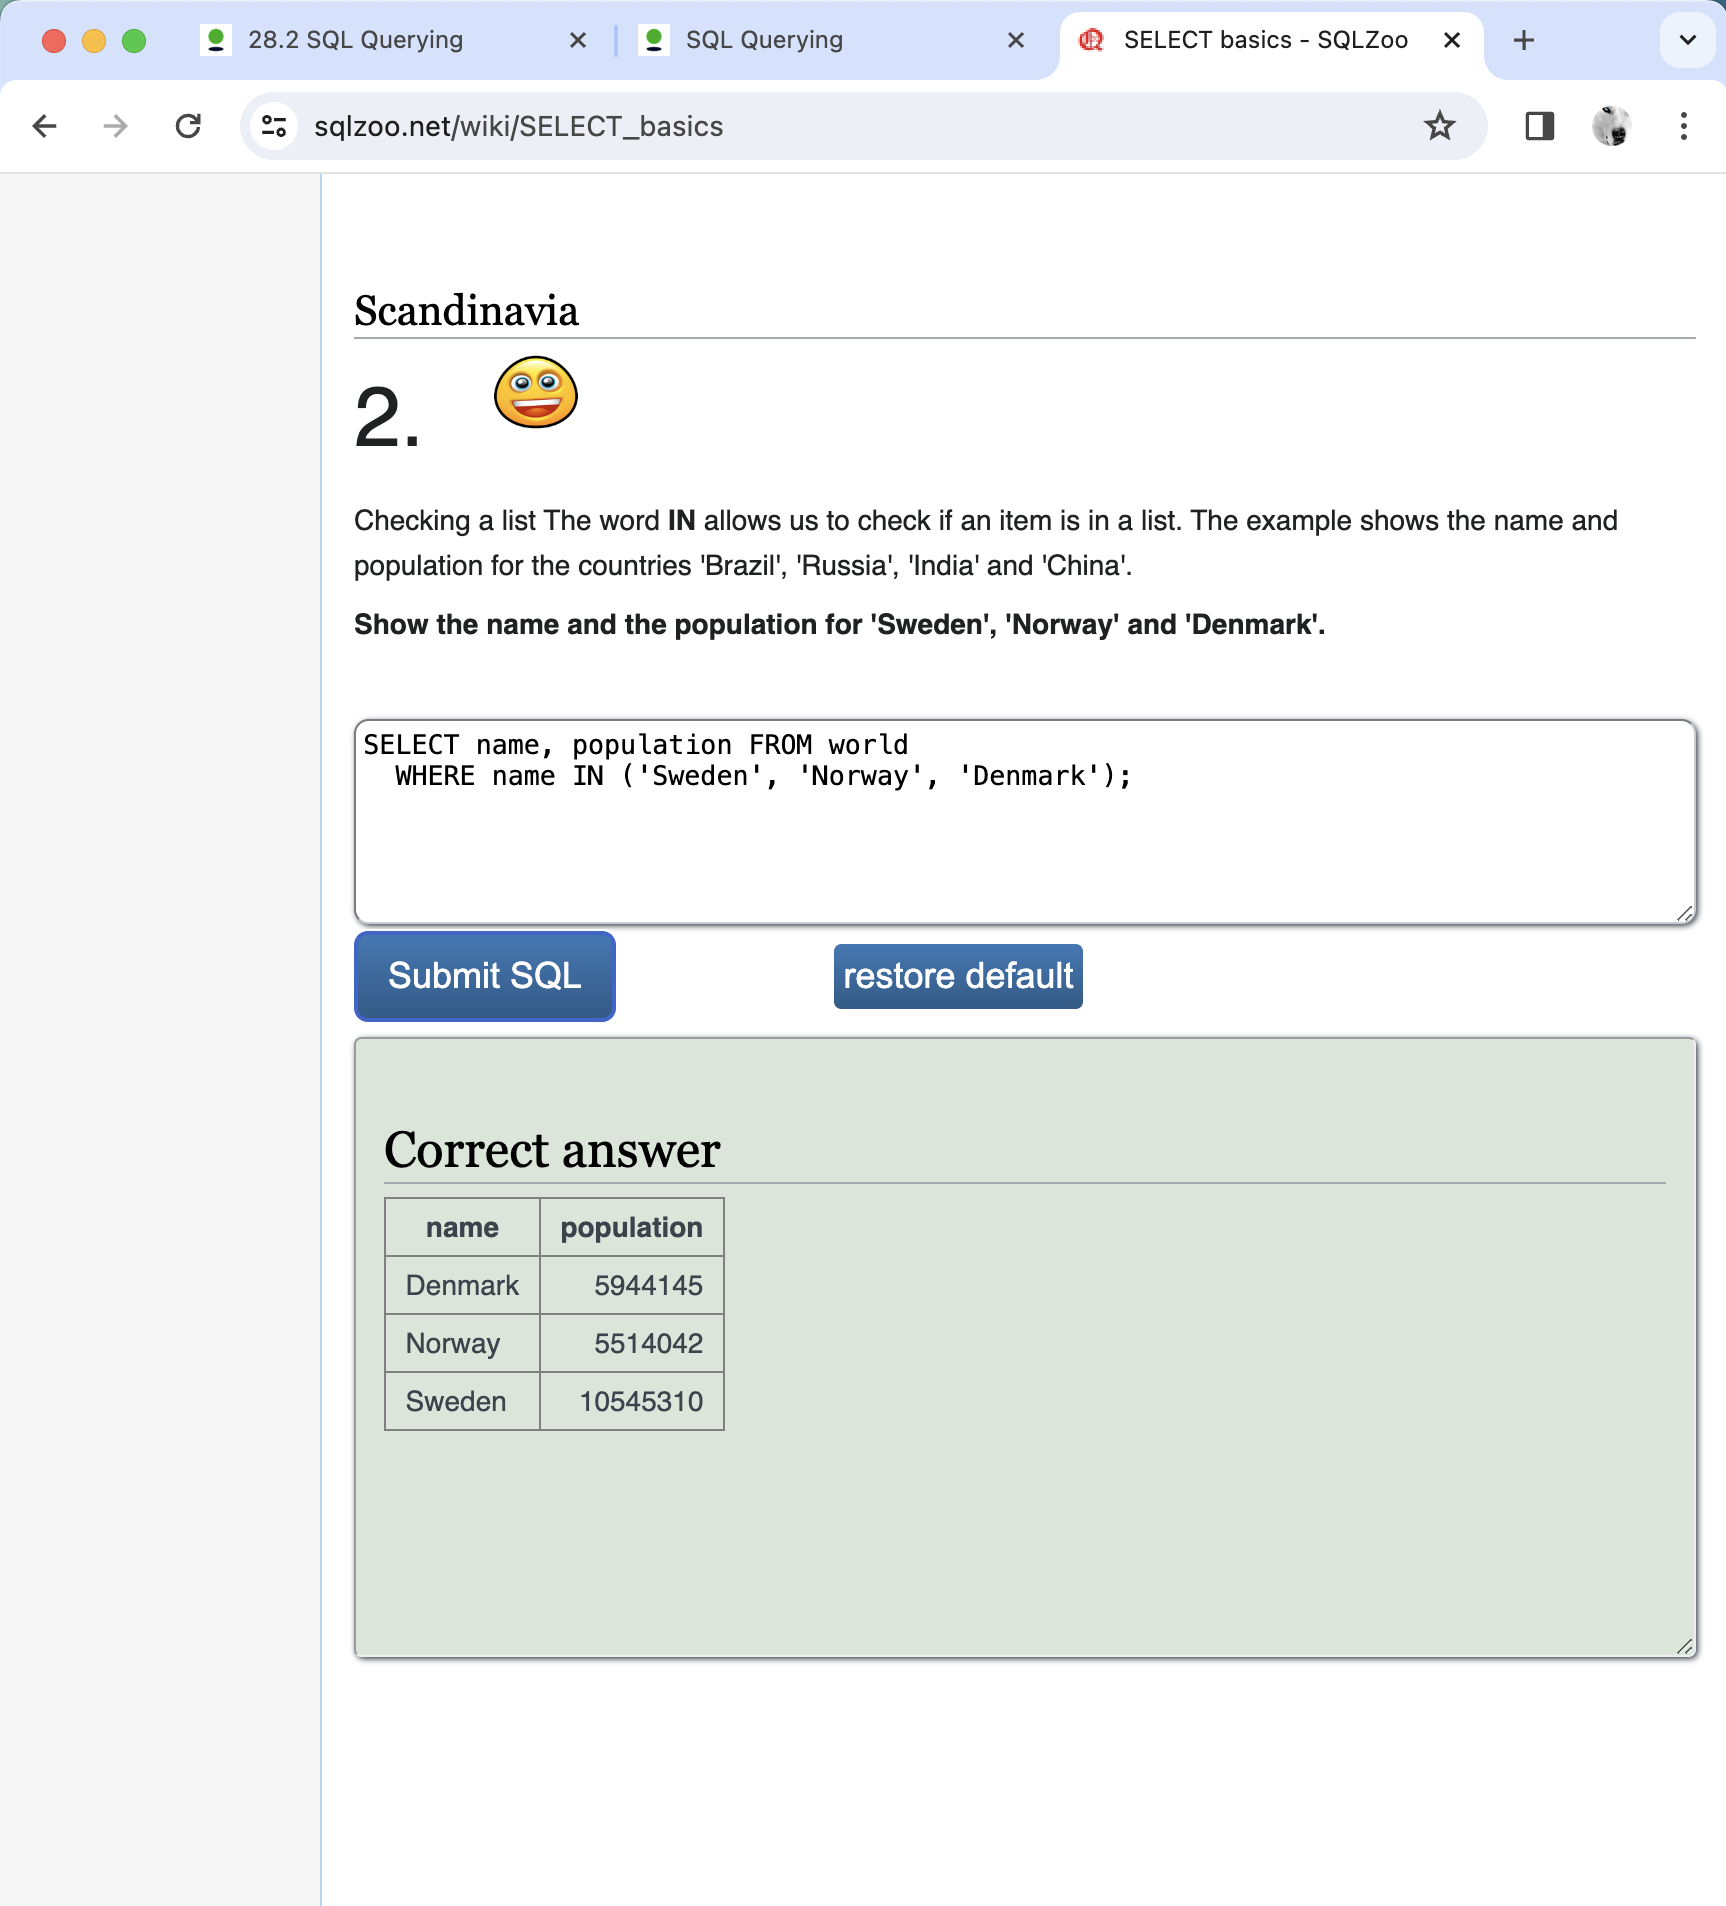 28.2 SQL Querying
SQL Querying
SELECT basics - SQLZoo
sqlzoo.net/wiki/SELECT_basics
Scandinavia
2.
Checking a list The word IN allows us to check if an item is in a list. The example shows the name and
population for the countries 'Brazil', 'Russia', 'India' and 'China'.
Show the name and the population for 'Sweden', 'Norway' and 'Denmark'.
SELECT name, population FROM world
  WHERE name IN ('Sweden', 'Norway', 'Denmark');
Submit SQL
restore default
Correct answer
name population
Denmark 5944145
Norway 5514042
Sweden 10545310